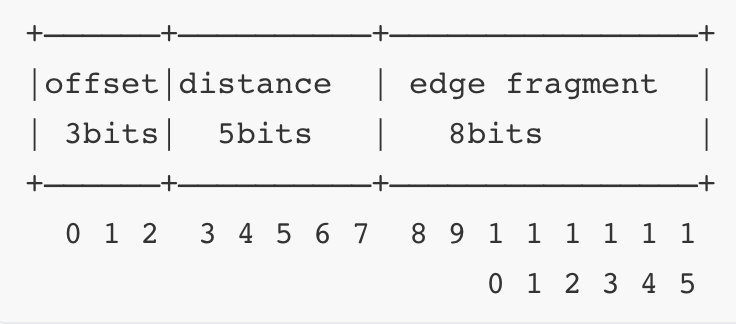 +——————+——————————+————————————————+
|offset|distance  | edge fragment  |
| 3bits|  5bits   |   8bits        |
+——————+——————————+————————————————+
  0 1 2  3 4 5 6 7  8 9 1 1 1 1 1 1
                        0 1 2 3 4 5